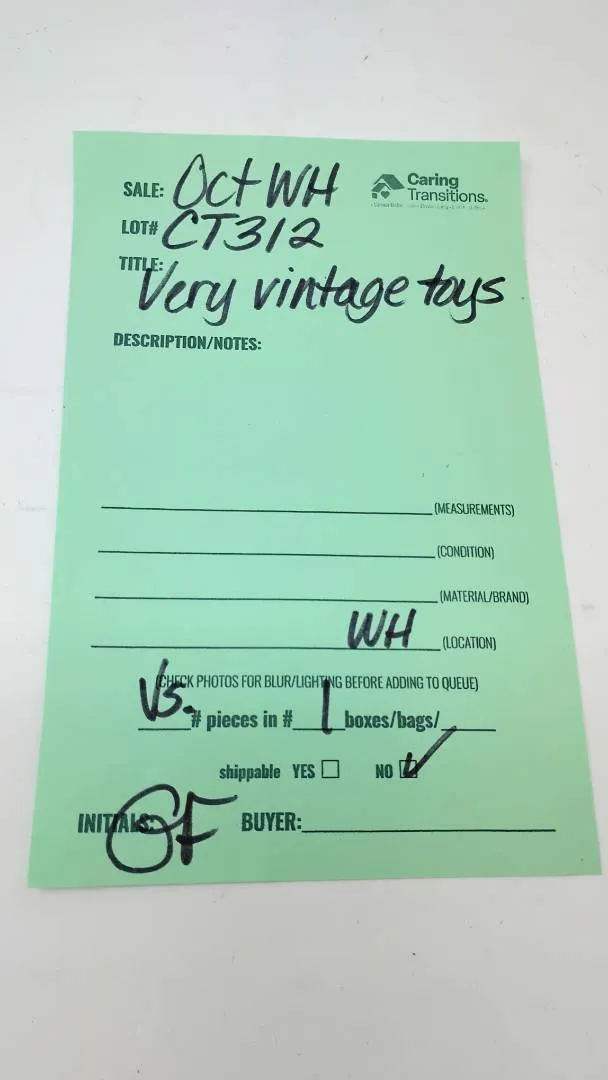 SALE: Oct WH
Caring
Transitions
LOT# CT312
TITLE: Very vintage toys
DESCRIPTION/NOTES:
(MEASUREMENTS)
(CONDITION)
(MATERIAL/BRAND)
WH (LOCATION)
(CHECK PHOTOS FOR BLUR/LIGHTING BEFORE ADDING TO QUEUE)
Vs. # pieces in # 1 boxes/bags/
shippable YES NO
INITIALS: GF BUYER: